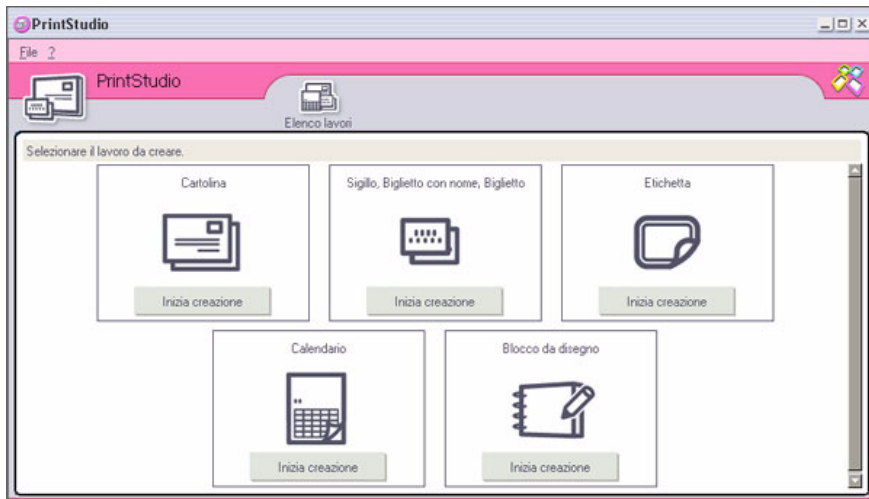 PrintStudio
File ?
PrintStudio
Elenco lavori
Selezionare il lavoro da creare.
Cartolina
Sigillo, Biglietto con nome, Biglietto
Etichetta
Inizia creazione
Inizia creazione
Inizia creazione
Calendario
Blocco da disegno
Inizia creazione
Inizia creazione